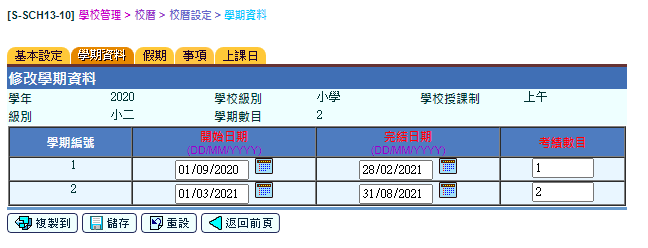 [S-SCH13-10] 學校管理 > 校曆 > 校曆設定 > 學期資料
基本設定 學期資料 假期 事項 上課日
修改學期資料
學年 2020 學校級別 小學 學校授課制 上午
級別 小二 學期數目 2
學期編號 開始日期 (DD/MM/YYYY) 完結日期 (DD/MM/YYYY) 考績數目
1 01/09/2020 28/02/2021 1
2 01/03/2021 31/08/2021 2
複製到 儲存 重設 返回前頁